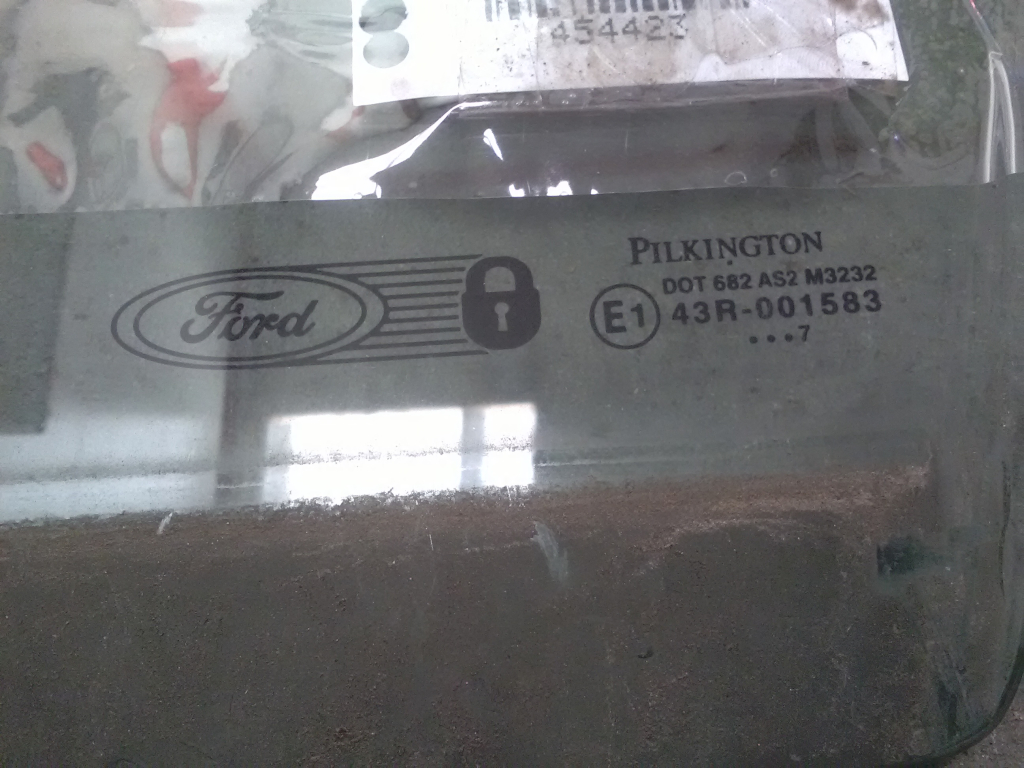 454423
Ford
PILKINGTON
DOT 682 AS2 M3232
E1 43R-001583
...7